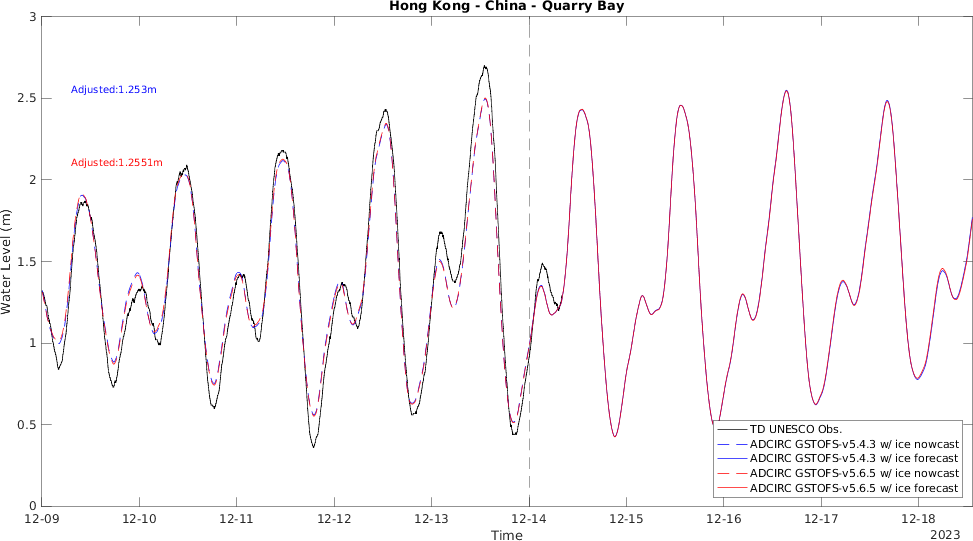 Hong Kong - China - Quarry Bay
3
2.5
2
1.5
1
0.5
0
Water Level (m)
Adjusted:1.253m
Adjusted:1.2551m
TD UNESCO Obs.
ADCIRC GSTOFS-v5.4.3 w/ ice nowcast
ADCIRC GSTOFS-v5.4.3 w/ ice forecast
ADCIRC GSTOFS-v5.6.5 w/ ice nowcast
ADCIRC GSTOFS-v5.6.5 w/ ice forecast
12-09 12-10 12-11 12-12 12-13 12-14 12-15 12-16 12-17 12-18
Time
2023